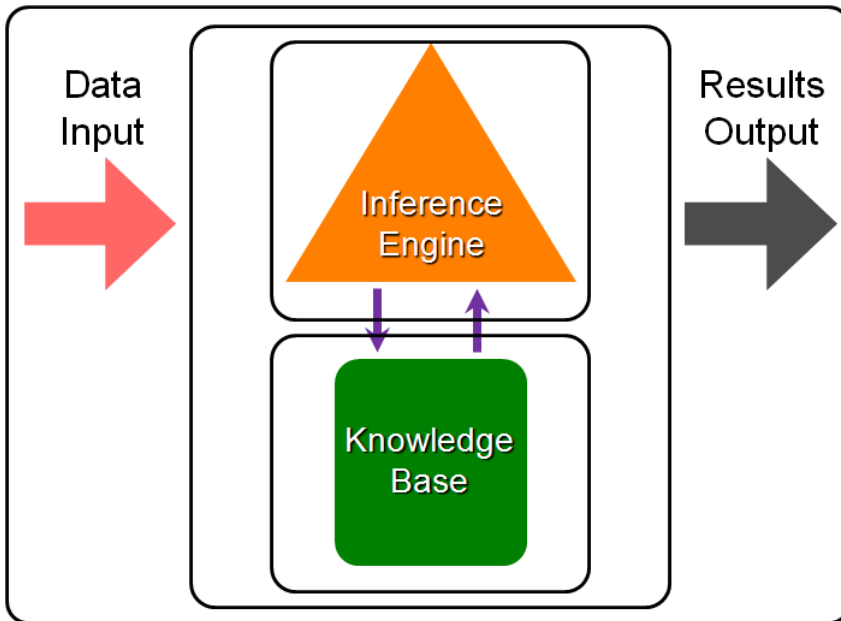 Data
Input
Inference
Engine
Knowledge
Base
Results
Output